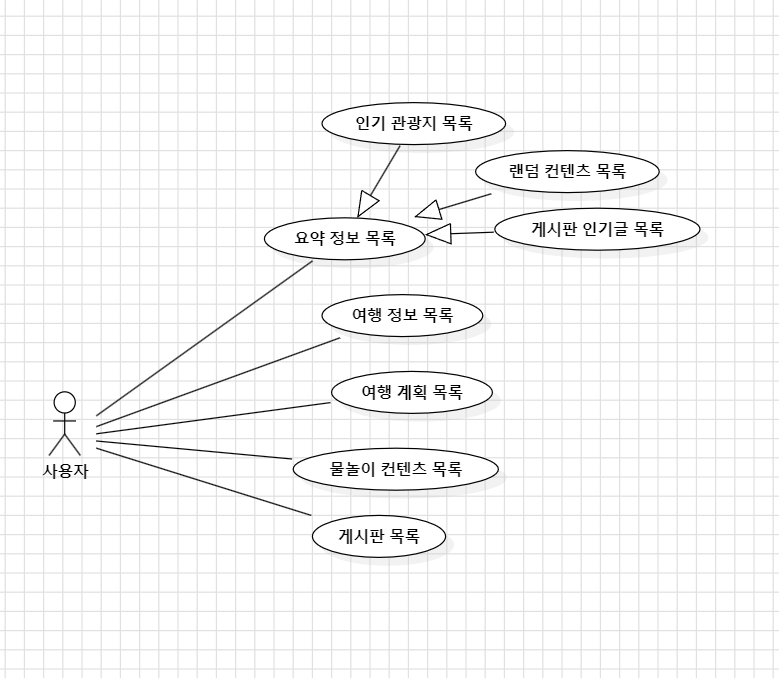 인기 관광지 목록
랜덤 컨텐츠 목록
게시판 인기글 목록
요약 정보 목록
여행 정보 목록
여행 계획 목록
물놀이 컨텐츠 목록
사용자
게시판 목록